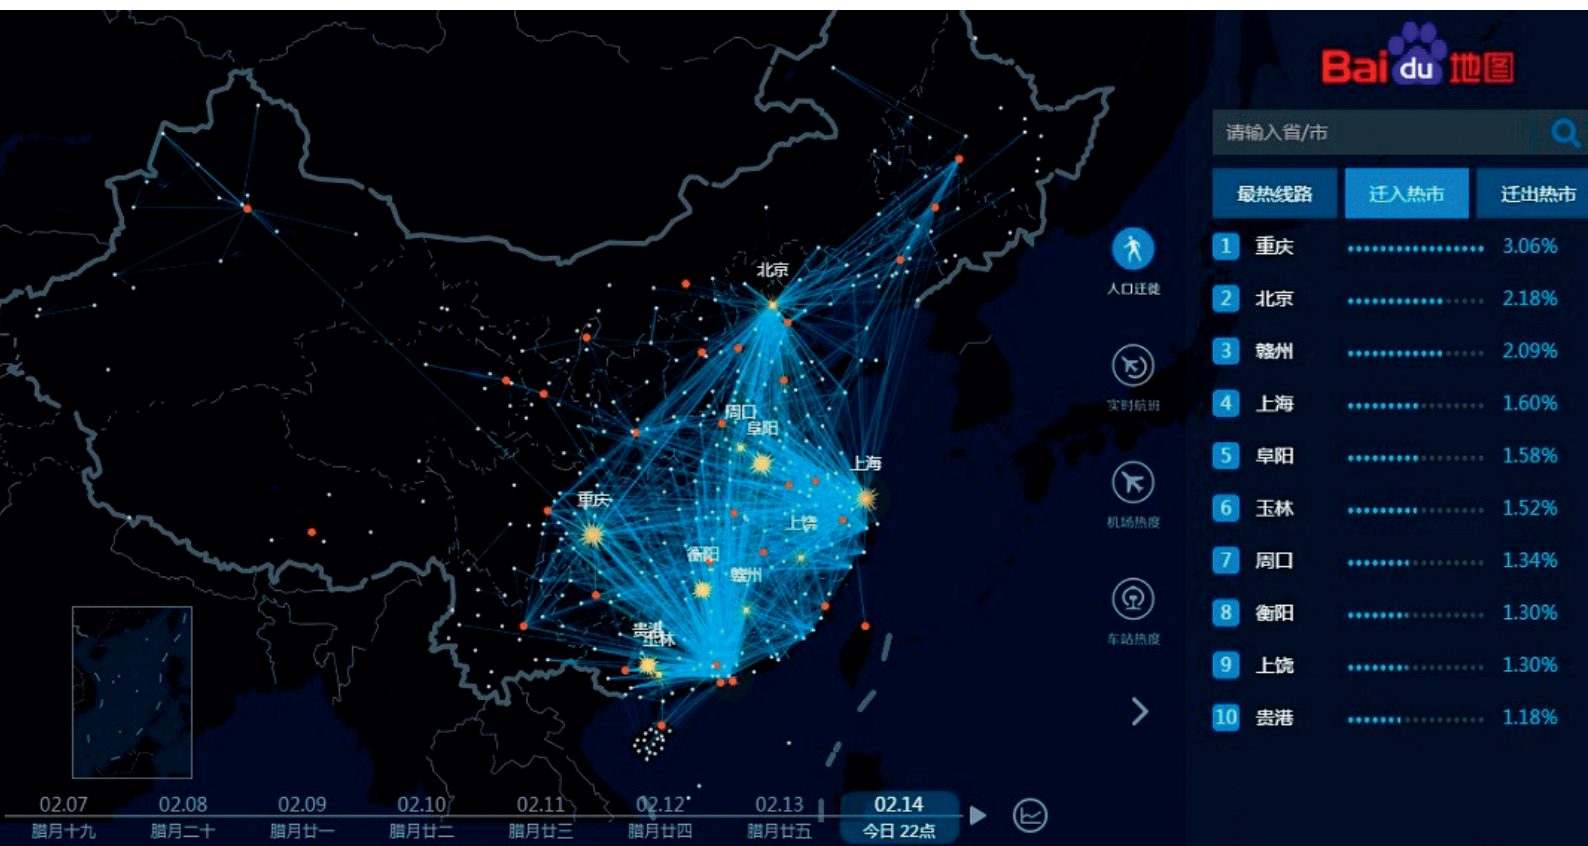 Bai du 地图
请输入省/市
最热线路 迁入热市 迁出热市
1 重庆 3.06%
2 北京 2.18%
3 赣州 2.09%
4 上海 1.60%
5 阜阳 1.58%
6 玉林 1.52%
7 周口 1.34%
8 衡阳 1.30%
9 上饶 1.30%
10 贵港 1.18%
人口迁徙
实时航班
机场热度
车站热度
北京
周口
阜阳
上海
重庆
上饶
衡阳
赣州
贵港
玉林
02.07 02.08 02.09 02.10 02.11 02.12 02.13 02.14
腊月十九 腊月二十 腊月廿一 腊月廿二 腊月廿三 腊月廿四 腊月廿五 今日 22点